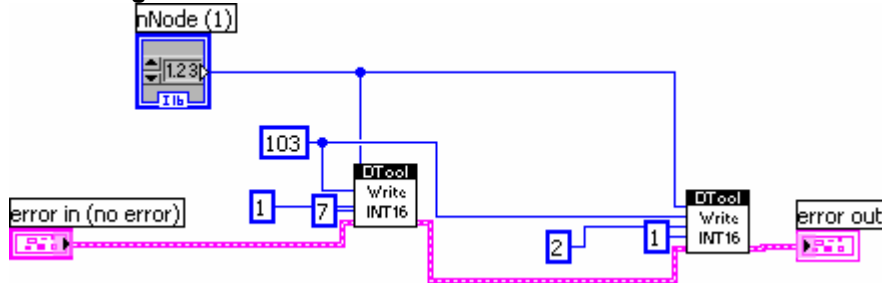 nNode (1)
1.23
I16
103
DTool
Write
INT16
1
7
error in (no error)
DTool
Write
INT16
2
1
error out